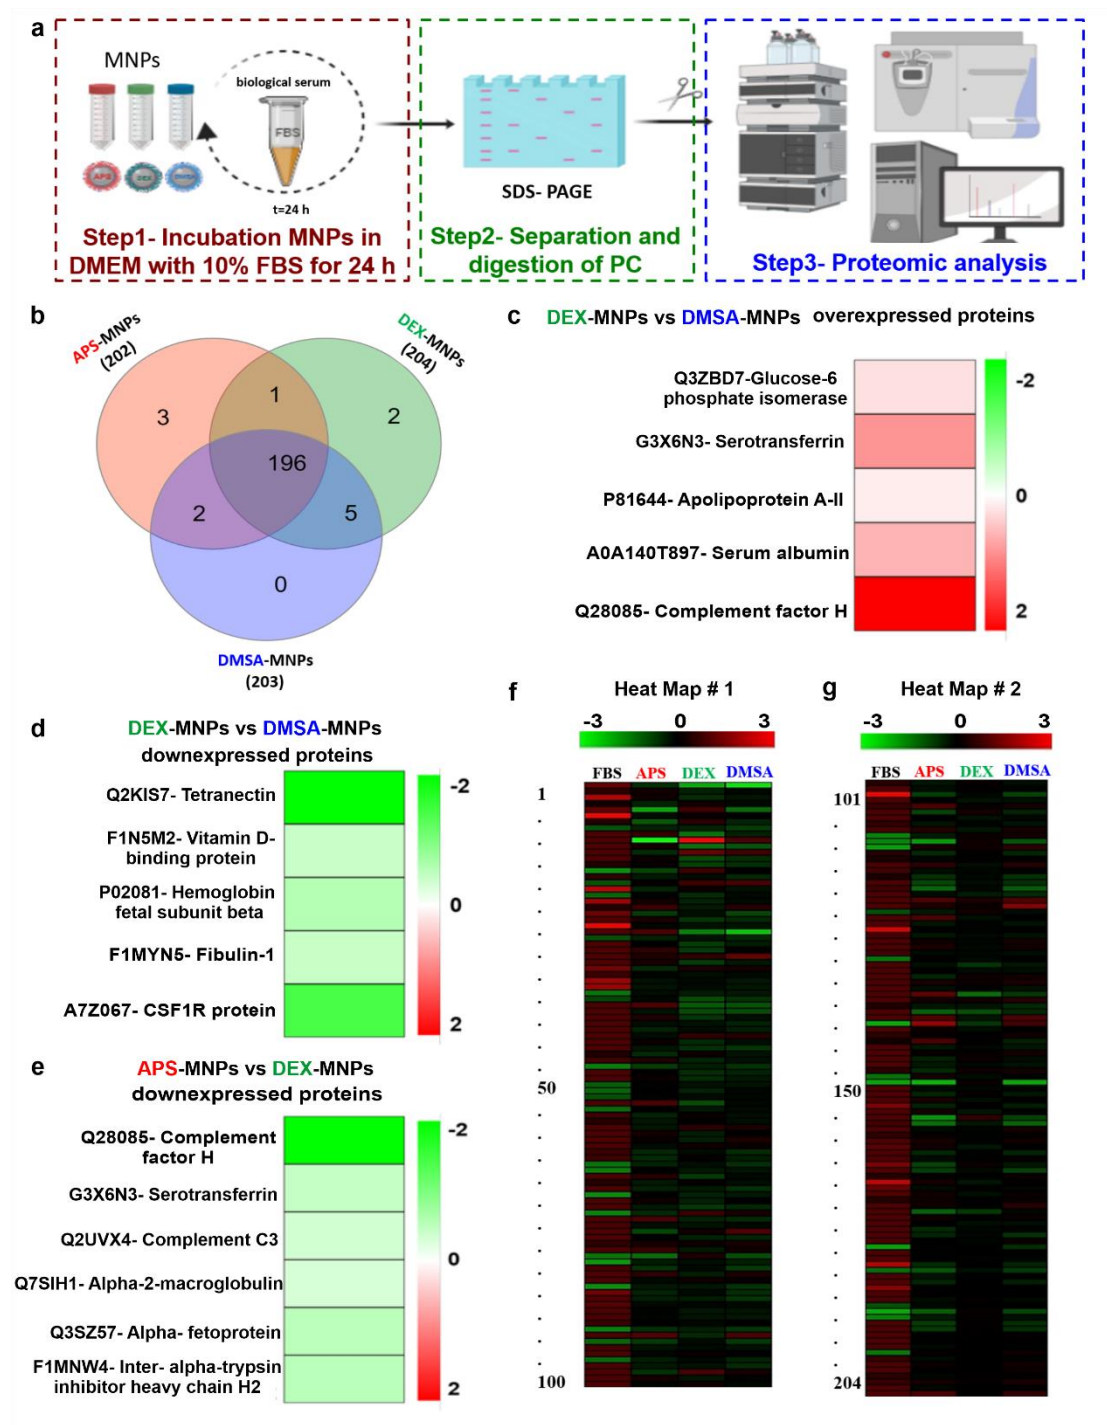 a
MNPs
biological serum
FBS
APS
DEX
DMSA
t=24 h
Step1- Incubation MNPs in
DMEM with 10% FBS for 24 h
SDS- PAGE
Step2- Separation and
digestion of PC
Step3- Proteomic analysis
b
APS-MNPs
(202)
DEX-MNPs
(204)
3
1
2
196
2
5
0
DMSA-MNPs
(203)
c
DEX-MNPs vs DMSA-MNPs overexpressed proteins
Q3ZBD7-Glucose-6
phosphate isomerase
G3X6N3- Serotransferrin
P81644- Apolipoprotein A-II
A0A140T897- Serum albumin
Q28085- Complement factor H
-2
0
2
d
DEX-MNPs vs DMSA-MNPs
downexpressed proteins
Q2KIS7- Tetranectin
F1N5M2- Vitamin D-
binding protein
P02081- Hemoglobin
fetal subunit beta
F1MYN5- Fibulin-1
A7Z067- CSF1R protein
-2
0
2
e
APS-MNPs vs DEX-MNPs
downexpressed proteins
Q28085- Complement
factor H
G3X6N3- Serotransferrin
Q2UVX4- Complement C3
Q7SIH1- Alpha-2-macroglobulin
Q3SZ57- Alpha- fetoprotein
F1MNW4- Inter- alpha-trypsin
inhibitor heavy chain H2
-2
0
2
f
Heat Map # 1
-3 0 3
FBS APS DEX DMSA
1
50
100
g
Heat Map # 2
-3 0 3
FBS APS DEX DMSA
101
150
204